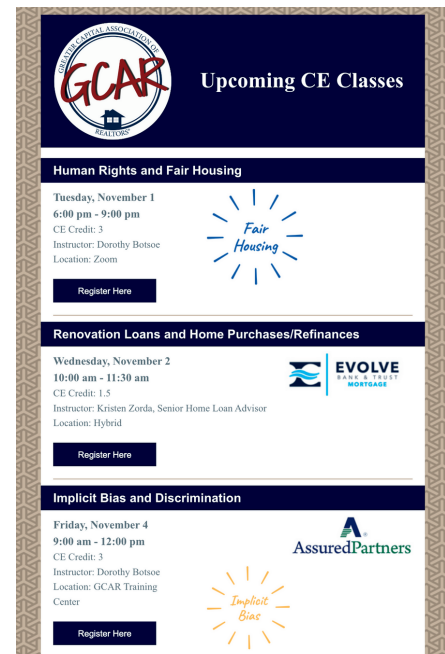 GREATER CAPITAL ASSOCIATION OF
GCAR
REALTORS®
Upcoming CE Classes
Human Rights and Fair Housing
Tuesday, November 1
6:00 pm - 9:00 pm
CE Credit: 3
Instructor: Dorothy Botsoe
Location: Zoom
Fair
Housing
Register Here
Renovation Loans and Home Purchases/Refinances
Wednesday, November 2
10:00 am - 11:30 am
CE Credit: 1.5
Instructor: Kristen Zorda, Senior Home Loan Advisor
Location: Hybrid
EVOLVE
BANK & TRUST
MORTGAGE
Register Here
Implicit Bias and Discrimination
Friday, November 4
9:00 am - 12:00 pm
CE Credit: 3
Instructor: Dorothy Botsoe
Location: GCAR Training
Center
A®
AssuredPartners
Implicit
Bias
Register Here